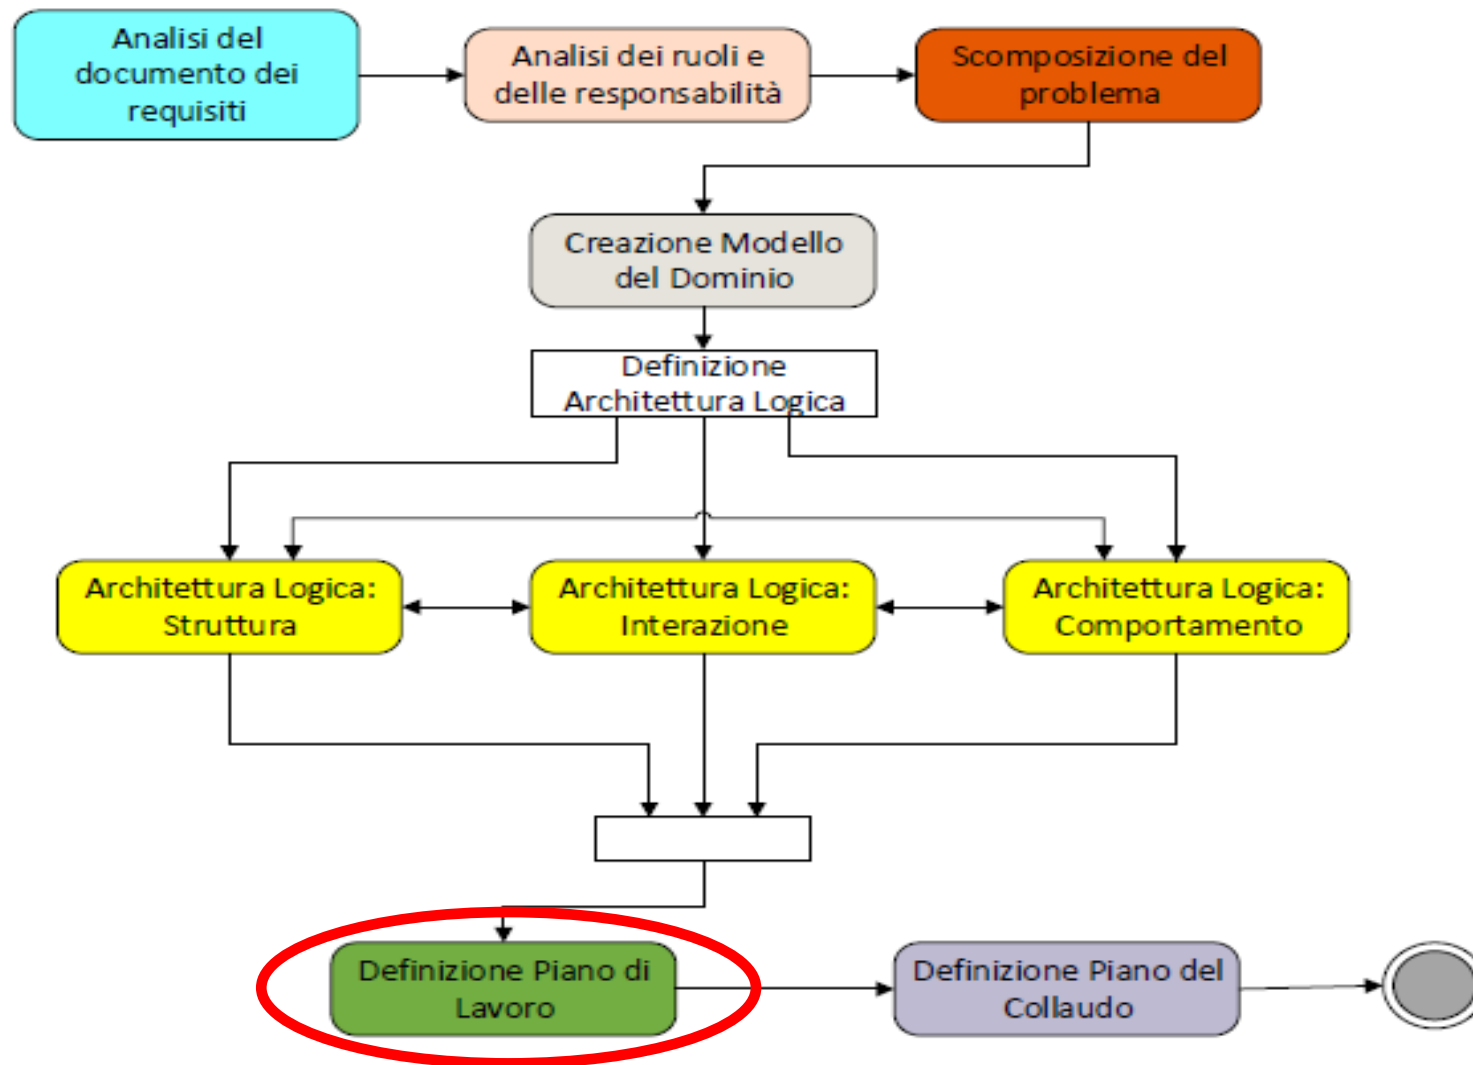 Analisi del
documento dei
requisiti
Analisi dei ruoli e
delle responsabilità
Scomposizione del
problema
Creazione Modello
del Dominio
Definizione
Architettura Logica
Architettura Logica:
Struttura
Architettura Logica:
Interazione
Architettura Logica:
Comportamento
Definizione Piano di
Lavoro
Definizione Piano del
Collaudo